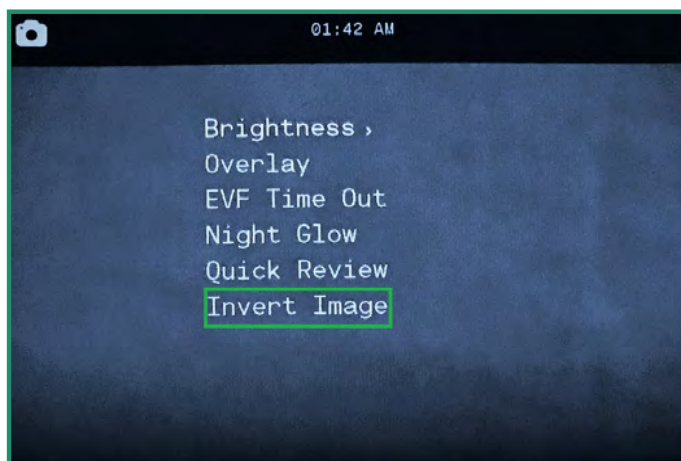 01:42 AM
Brightness ›
Overlay
EVF Time Out
Night Glow
Quick Review
Invert Image